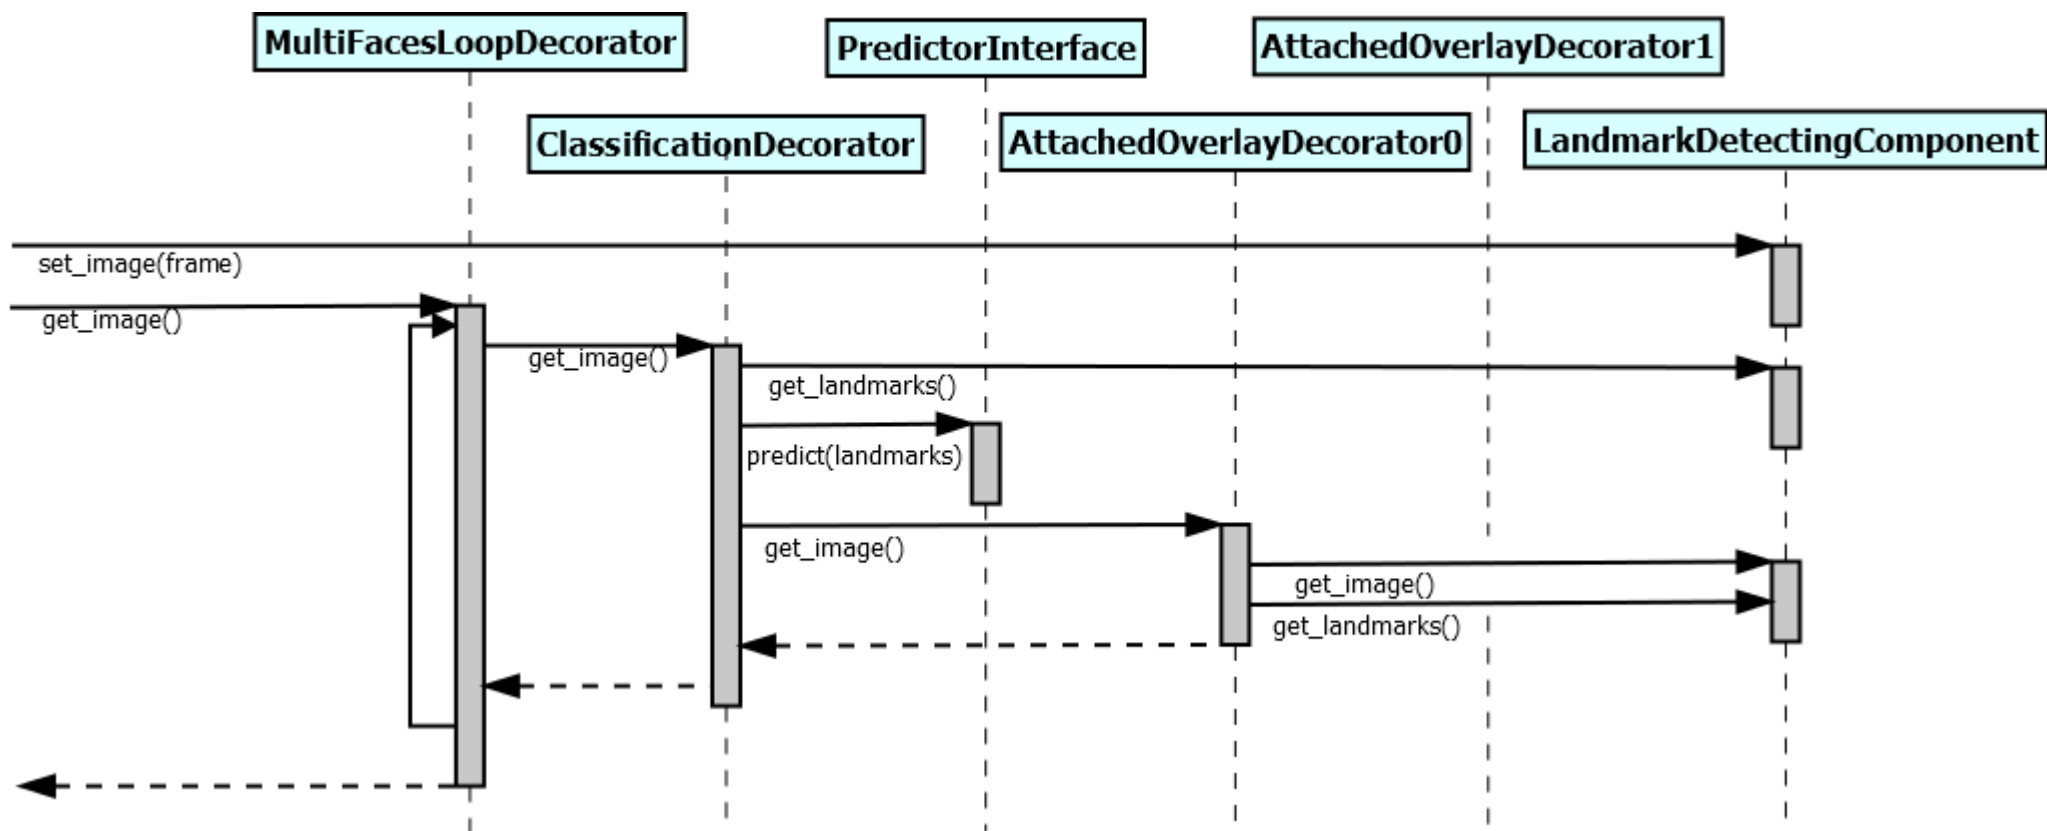 MultiFacesLoopDecorator
PredictorInterface
AttachedOverlayDecorator1
ClassificationDecorator
AttachedOverlayDecorator0
LandmarkDetectingComponent
set_image(frame)
get_image()
get_image()
get_landmarks()
predict(landmarks)
get_image()
get_image()
get_landmarks()